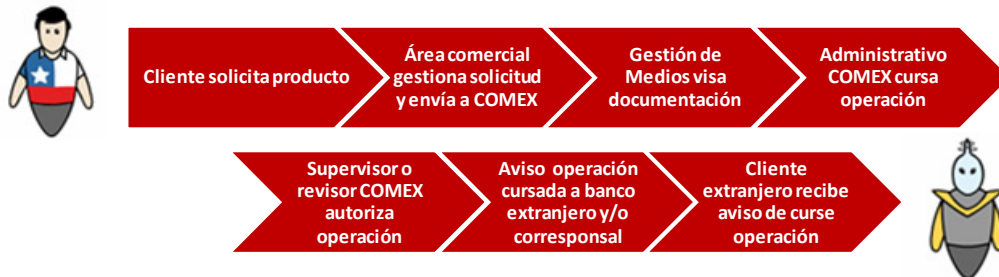 Cliente solicita producto
Área comercial
gestiona solicitud
y envía a COMEX
Gestión de
Medios visa
documentación
Administrativo
COMEX cursa
operación
Supervisor o
revisor COMEX
autoriza
operación
Aviso operación
cursada a banco
extranjero y/o
corresponsal
Cliente
extranjero recibe
aviso de curse
operación